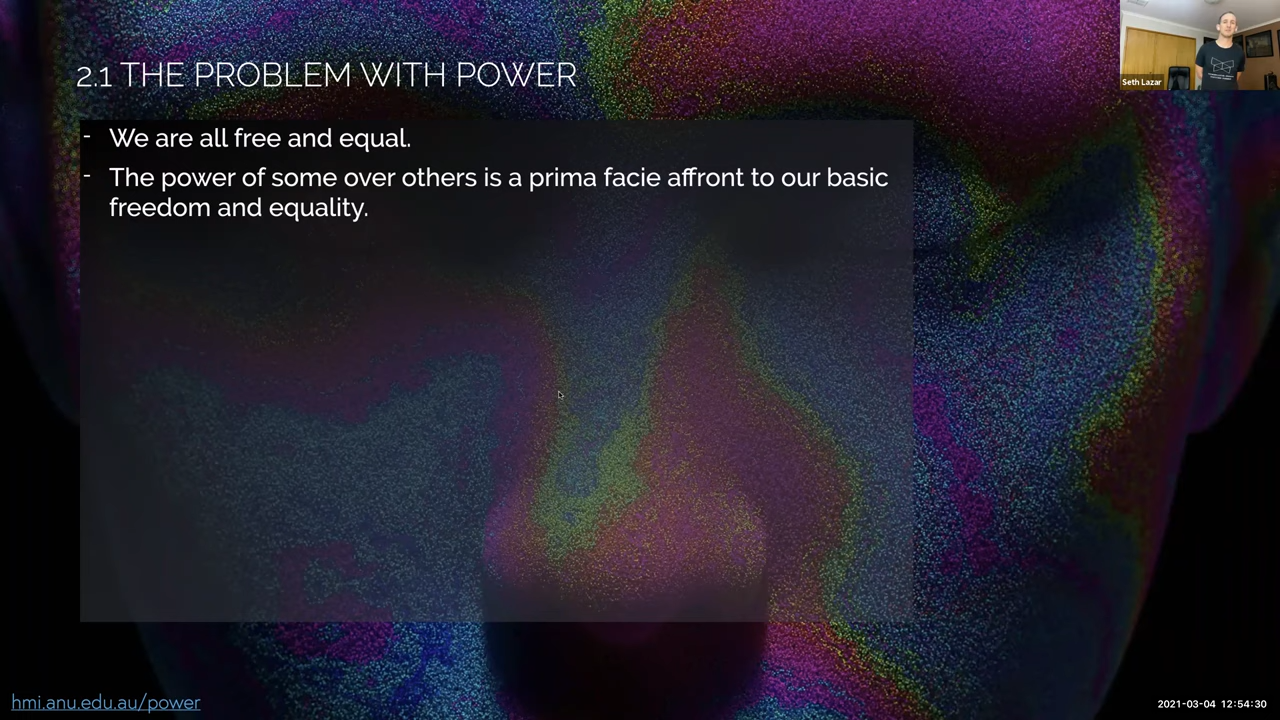 2.1 THE PROBLEM WITH POWER
Seth Lazar
- We are all free and equal.
- The power of some over others is a prima facie affront to our basic
freedom and equality.
hmi.anu.edu.au/power
2021-03-04 12:54:30